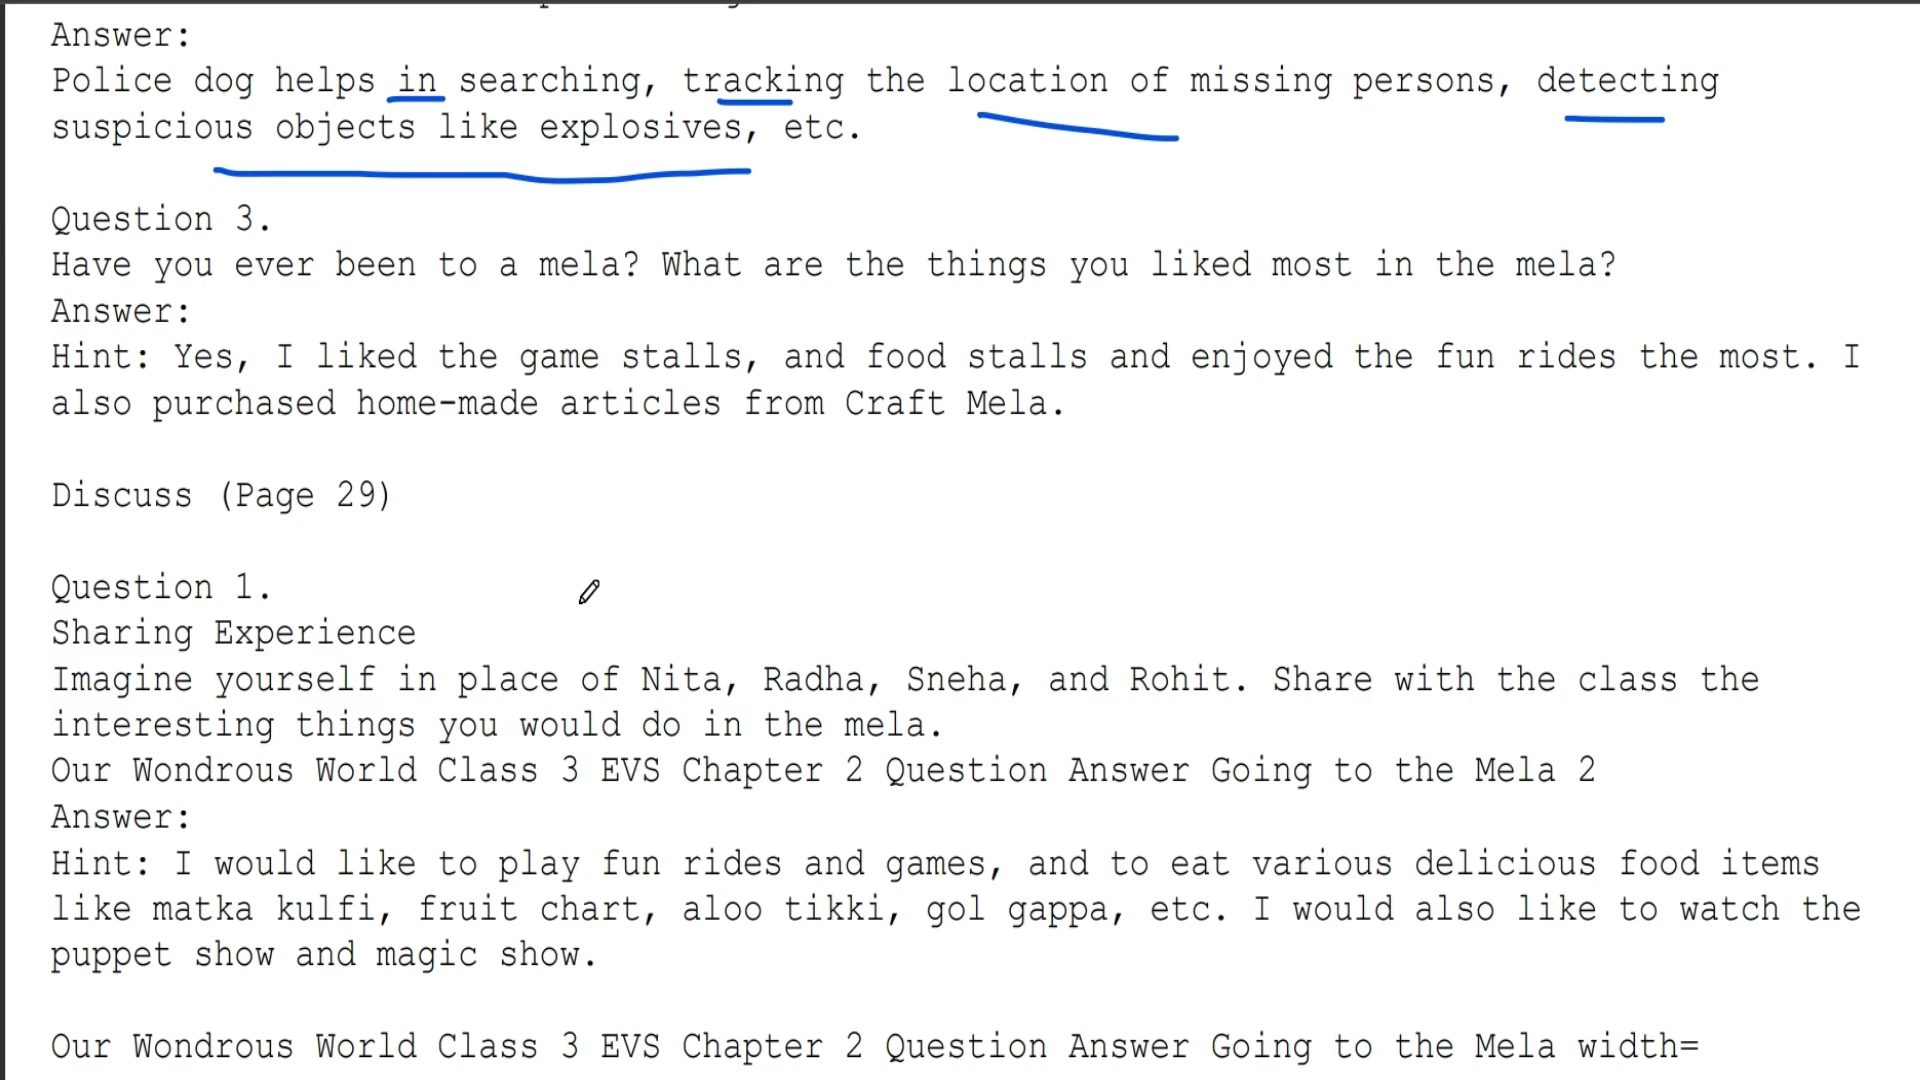 Answer:
Police dog helps in searching, tracking the location of missing persons, detecting
suspicious objects like explosives, etc.
Question 3.
Have you ever been to a mela? What are the things you liked most in the mela?
Answer:
Hint: Yes, I liked the game stalls, and food stalls and enjoyed the fun rides the most. I
also purchased home-made articles from Craft Mela.
Discuss (Page 29)
Question 1.
Sharing Experience
Imagine yourself in place of Nita, Radha, Sneha, and Rohit. Share with the class the
interesting things you would do in the mela.
Our Wondrous World Class 3 EVS Chapter 2 Question Answer Going to the Mela 2
Answer:
Hint: I would like to play fun rides and games, and to eat various delicious food items
like matka kulfi, fruit chart, aloo tikki, gol gappa, etc. I would also like to watch the
puppet show and magic show.
Our Wondrous World Class 3 EVS Chapter 2 Question Answer Going to the Mela width=